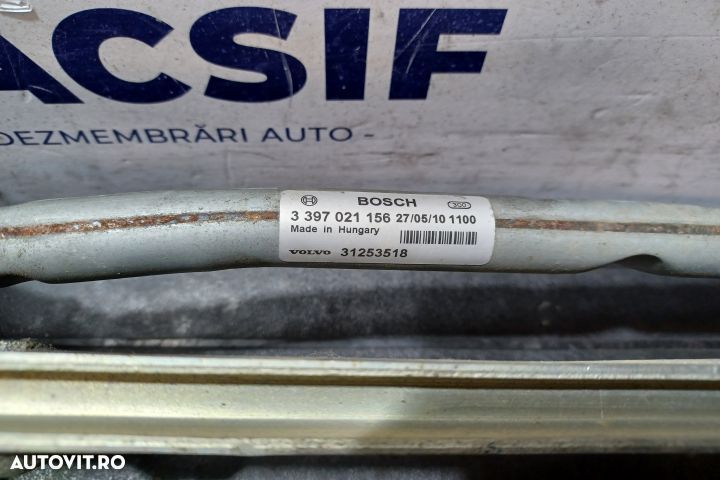 ACSIF
DEZMEMBRĂRI AUTO -
BOSCH 300
3 397 021 156 27/05/10 1100
Made in Hungary
VOLVO 31253518
AUTOVIT.RO